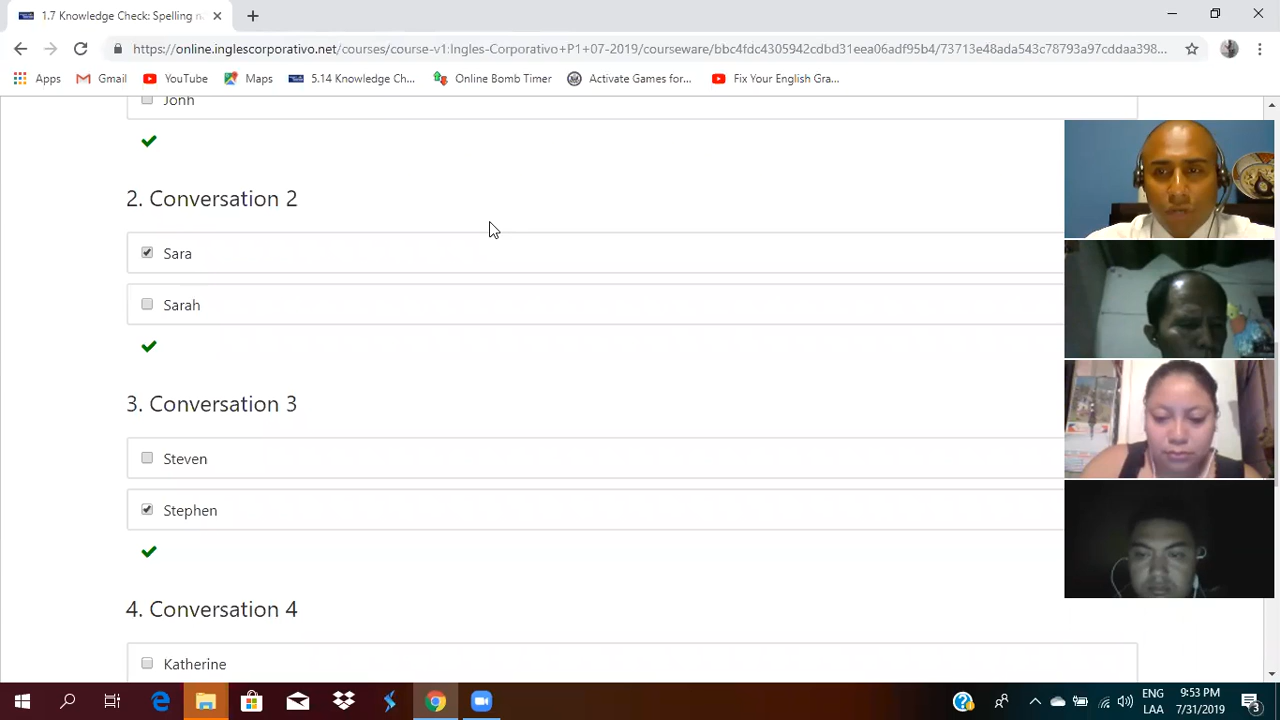 1.7 Knowledge Check: Spelling n
https://online.inglescorporativo.net/courses/course-v1:Ingles-Corporativo+P1+07-2019/courseware/bbc4fdc4305942cdbd31eea06adf95b4/73713e48ada543c78793a97cddaa398...
Apps Gmail YouTube Maps 5.14 Knowledge Ch... Online Bomb Timer Activate Games for... Fix Your English Gra...
Jonh
2. Conversation 2
Sara
Sarah
3. Conversation 3
Steven
Stephen
4. Conversation 4
Katherine
ENG 9:53 PM
LAA 7/31/2019 3